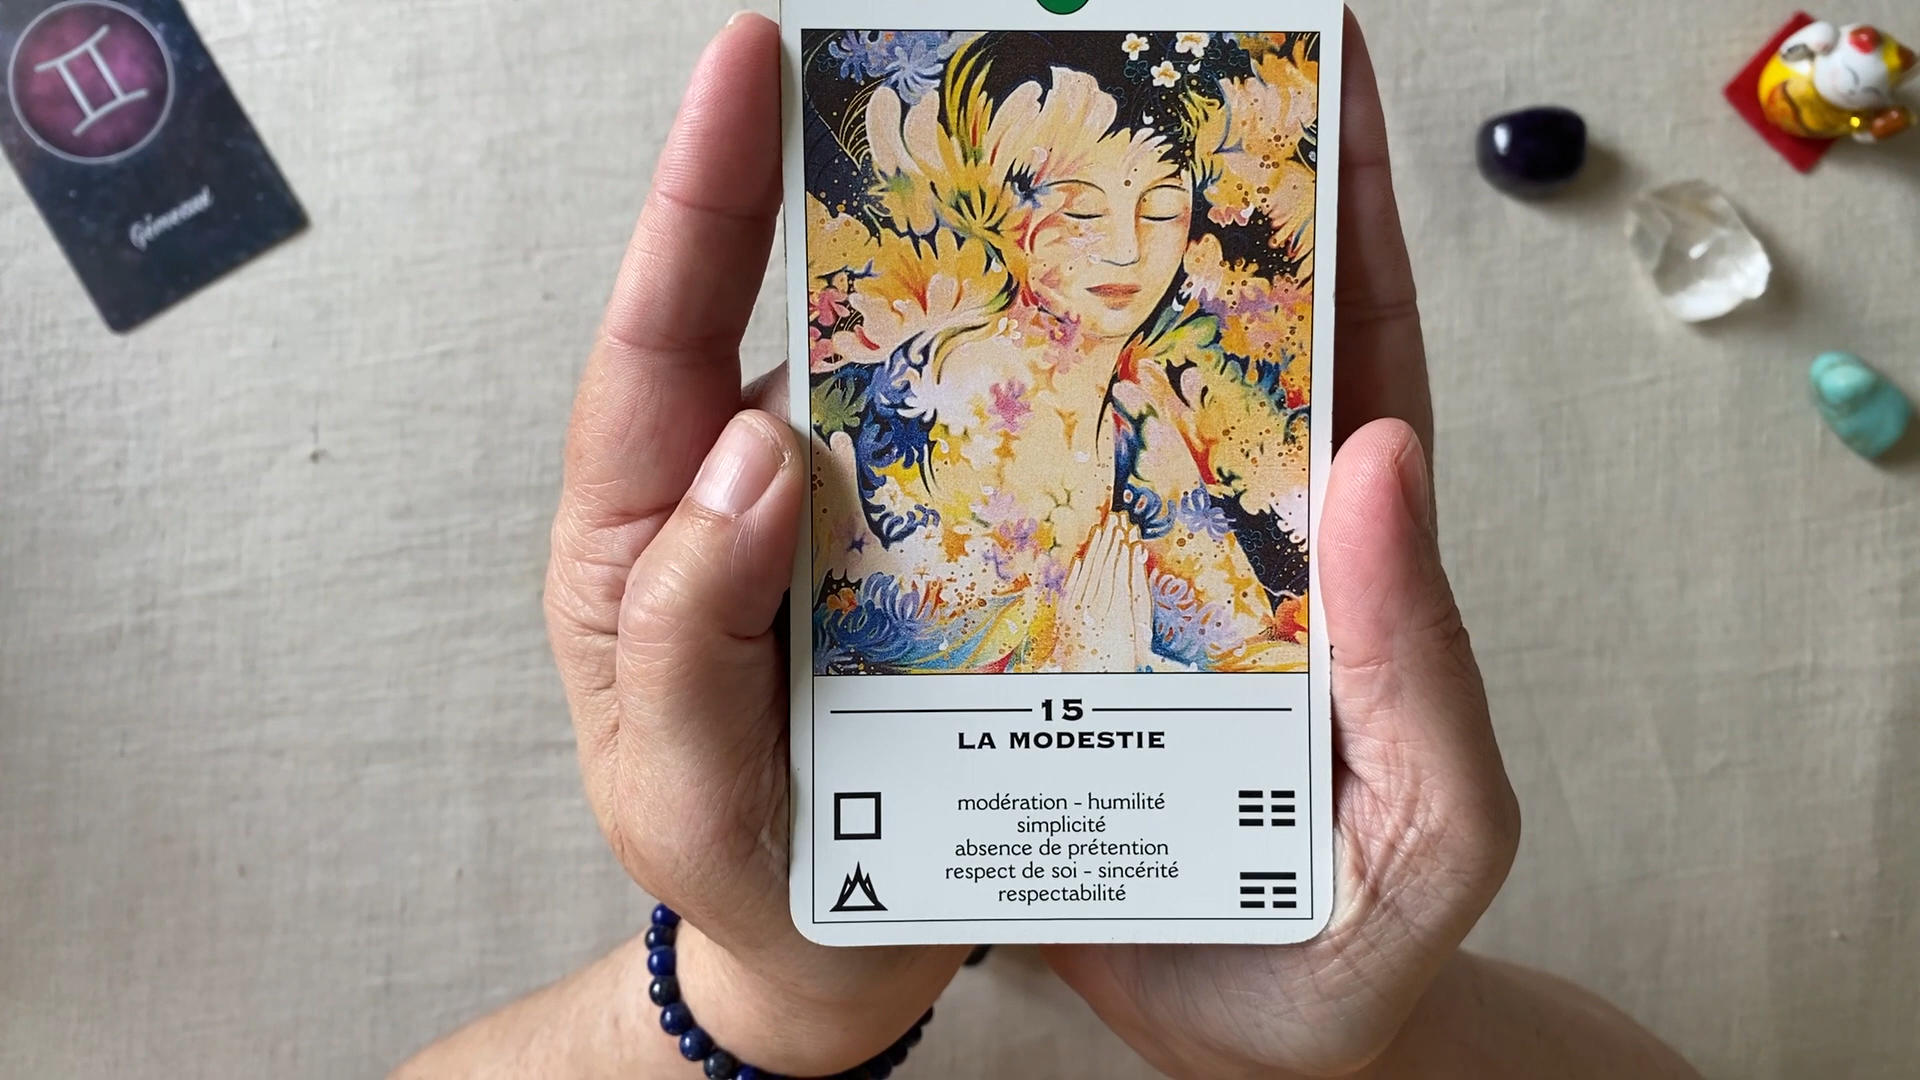 Gémeaux
15
LA MODESTIE
modération - humilité
simplicité
absence de prétention
respect de soi - sincérité
respectabilité